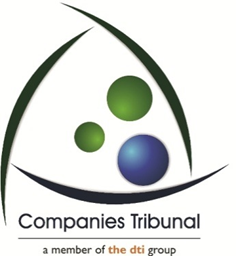 Companies Tribunal
a member of the dti group